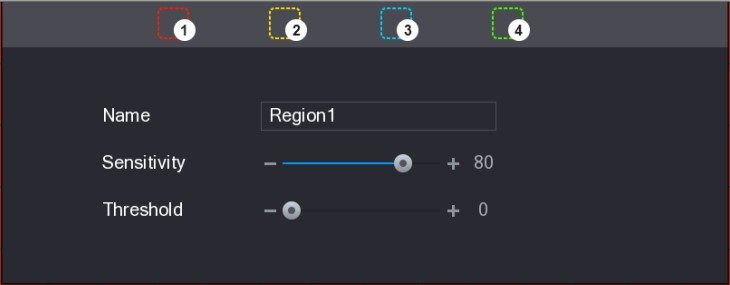 1 2 3 4
Name Region1
Sensitivity − + 80
Threshold − + 0